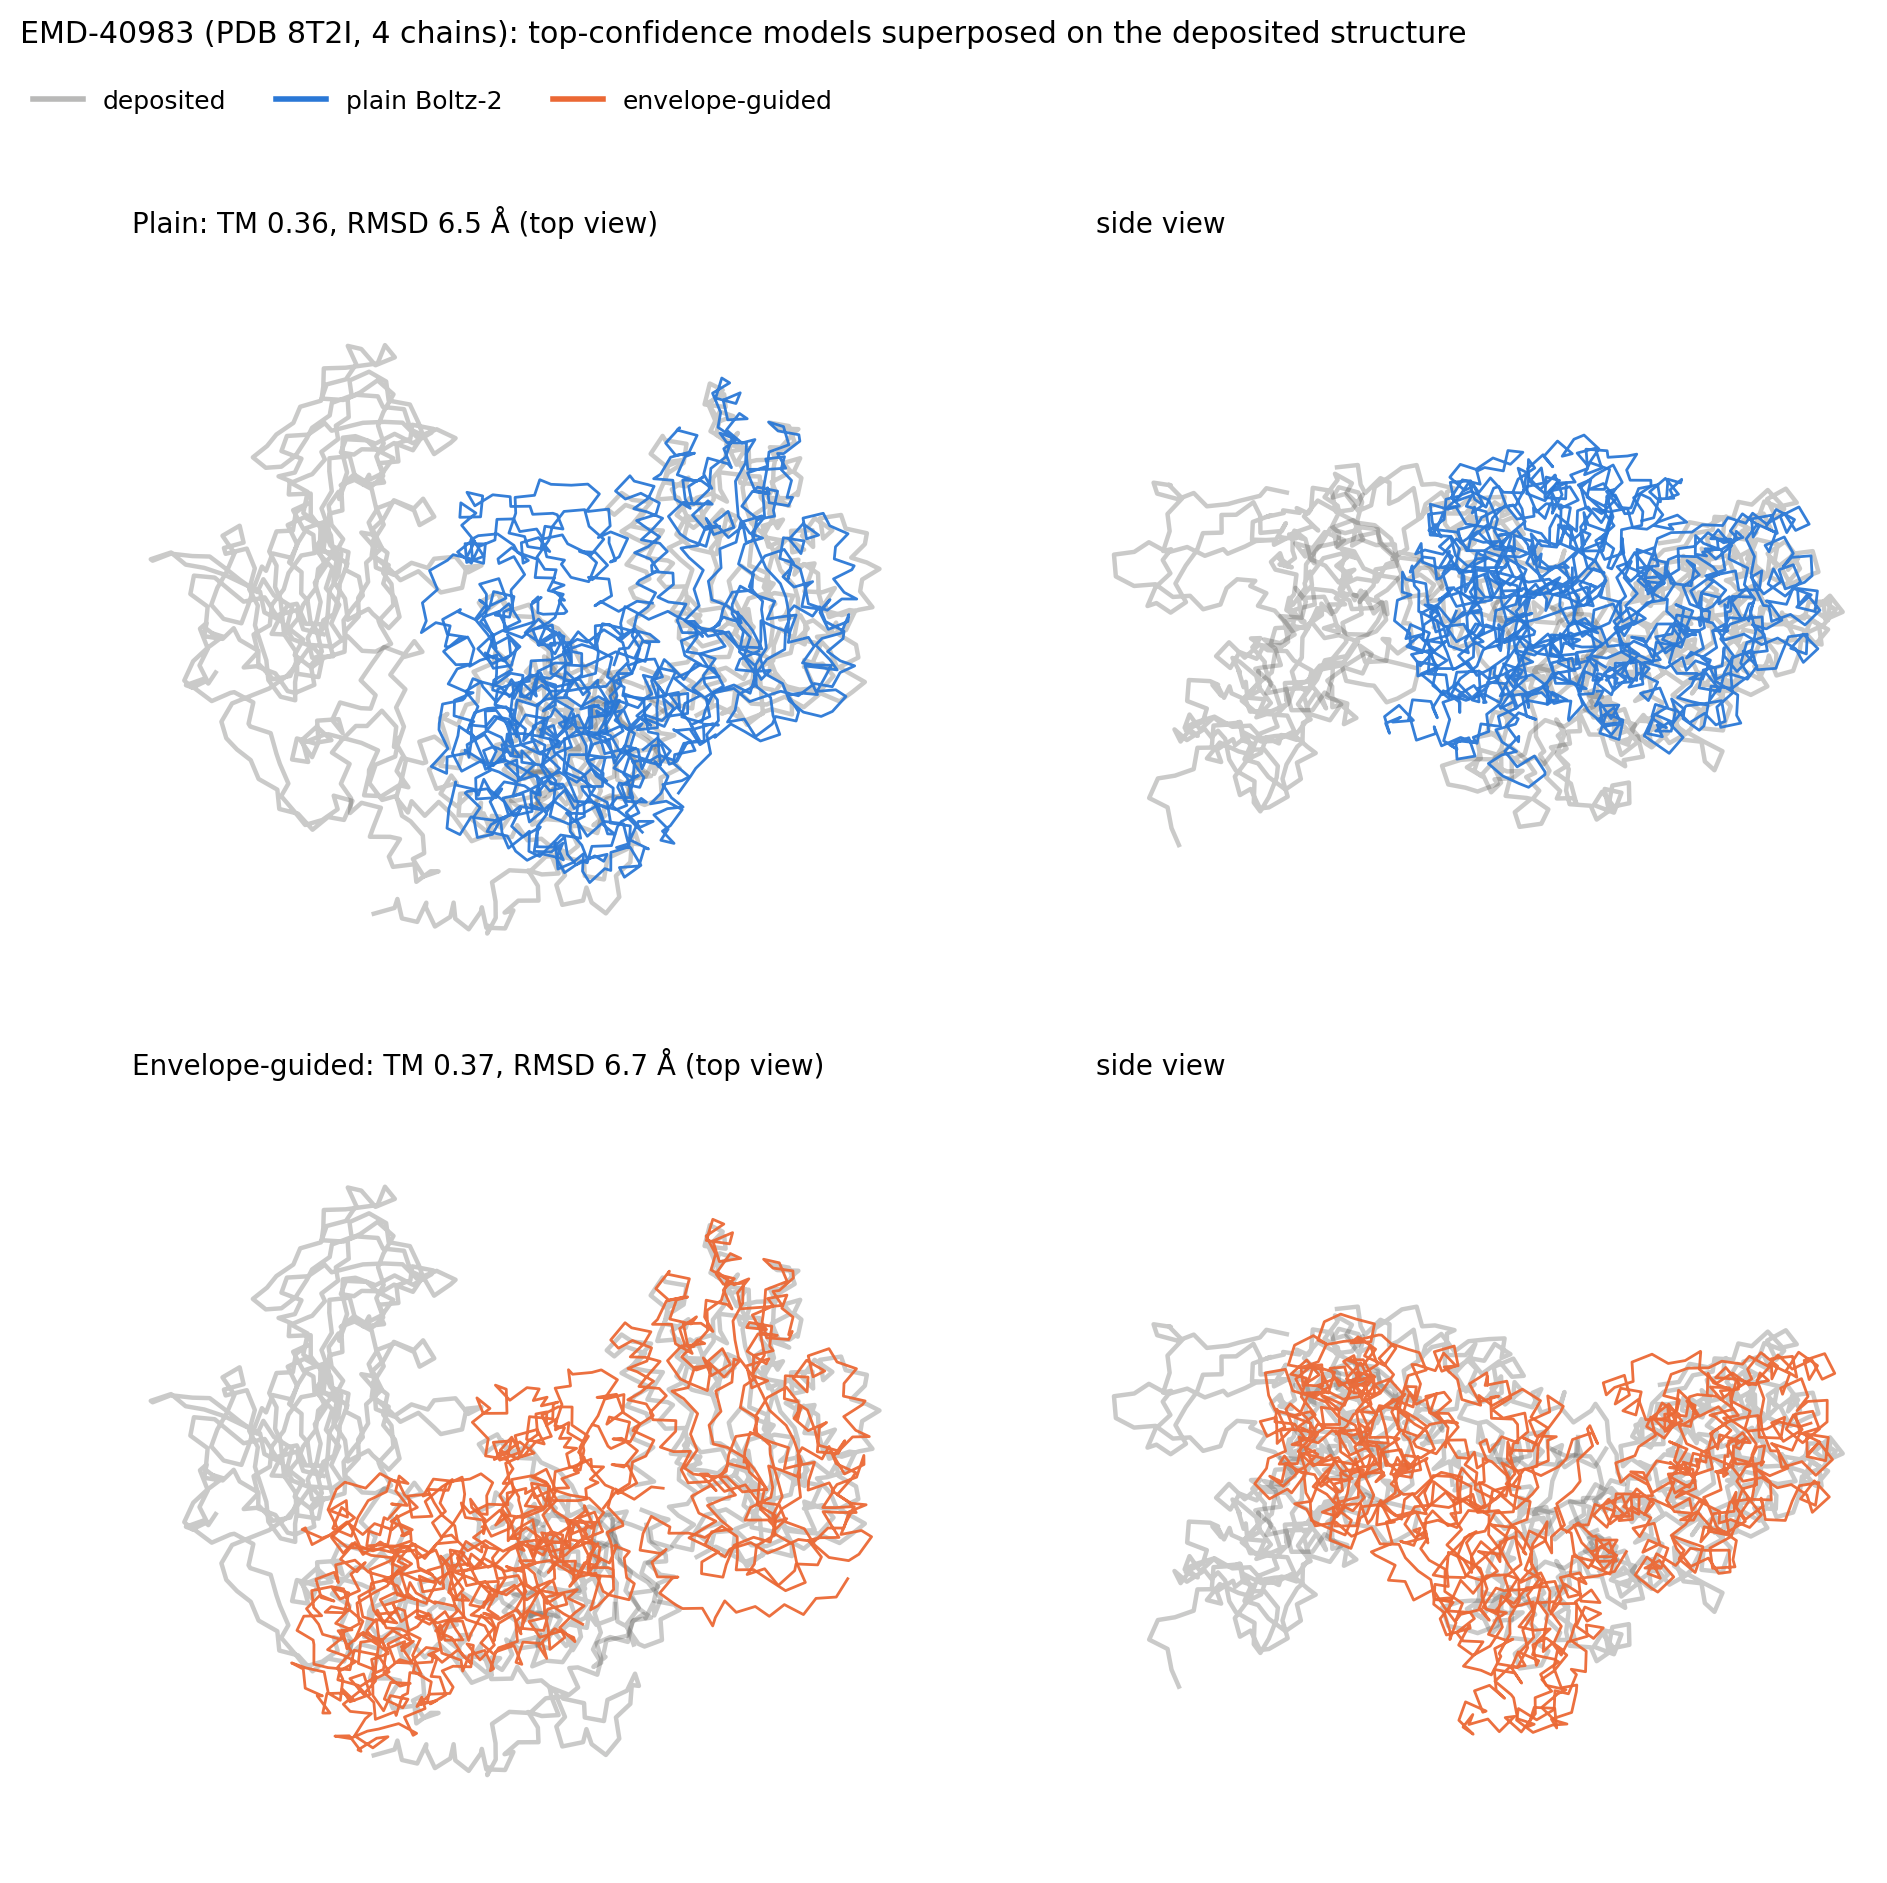 EMD-40983 (PDB 8T2I, 4 chains): top-confidence models superposed on the deposited structure
deposited plain Boltz-2 envelope-guided
Plain: TM 0.36, RMSD 6.5 Å (top view)
side view
Envelope-guided: TM 0.37, RMSD 6.7 Å (top view)
side view